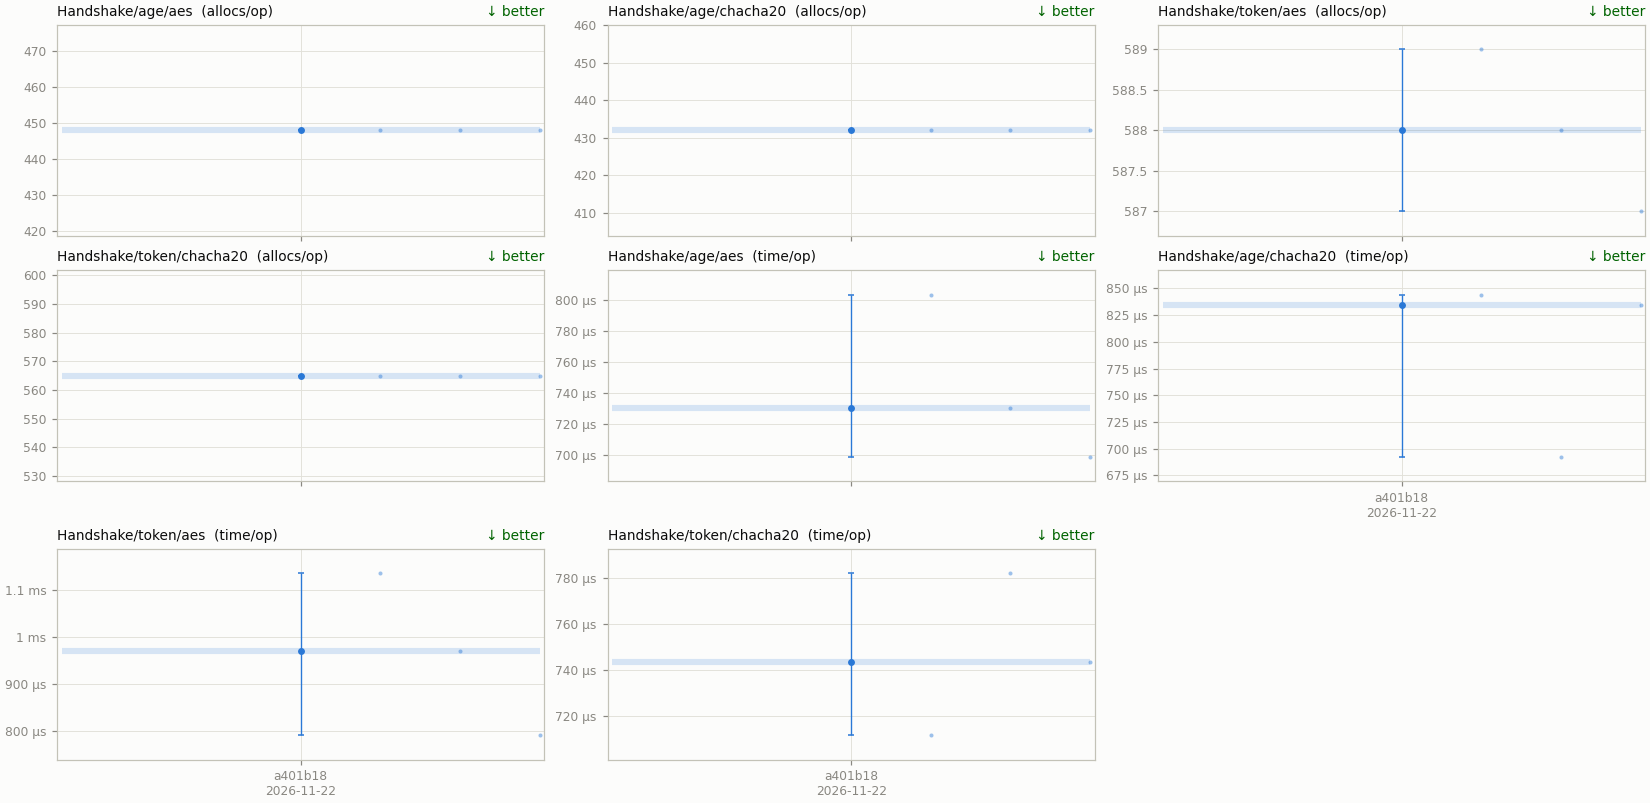 Handshake/age/aes (allocs/op) ↓ better
470
460
450
440
430
420
Handshake/age/chacha20 (allocs/op) ↓ better
460
450
440
430
420
410
Handshake/token/aes (allocs/op) ↓ better
589
588.5
588
587.5
587
Handshake/token/chacha20 (allocs/op) ↓ better
600
590
580
570
560
550
540
530
Handshake/age/aes (time/op) ↓ better
800 µs
780 µs
760 µs
740 µs
720 µs
700 µs
Handshake/age/chacha20 (time/op) ↓ better
850 µs
825 µs
800 µs
775 µs
750 µs
725 µs
700 µs
675 µs
a401b18
2026-11-22
Handshake/token/aes (time/op) ↓ better
1.1 ms
1 ms
900 µs
800 µs
a401b18
2026-11-22
Handshake/token/chacha20 (time/op) ↓ better
780 µs
760 µs
740 µs
720 µs
a401b18
2026-11-22